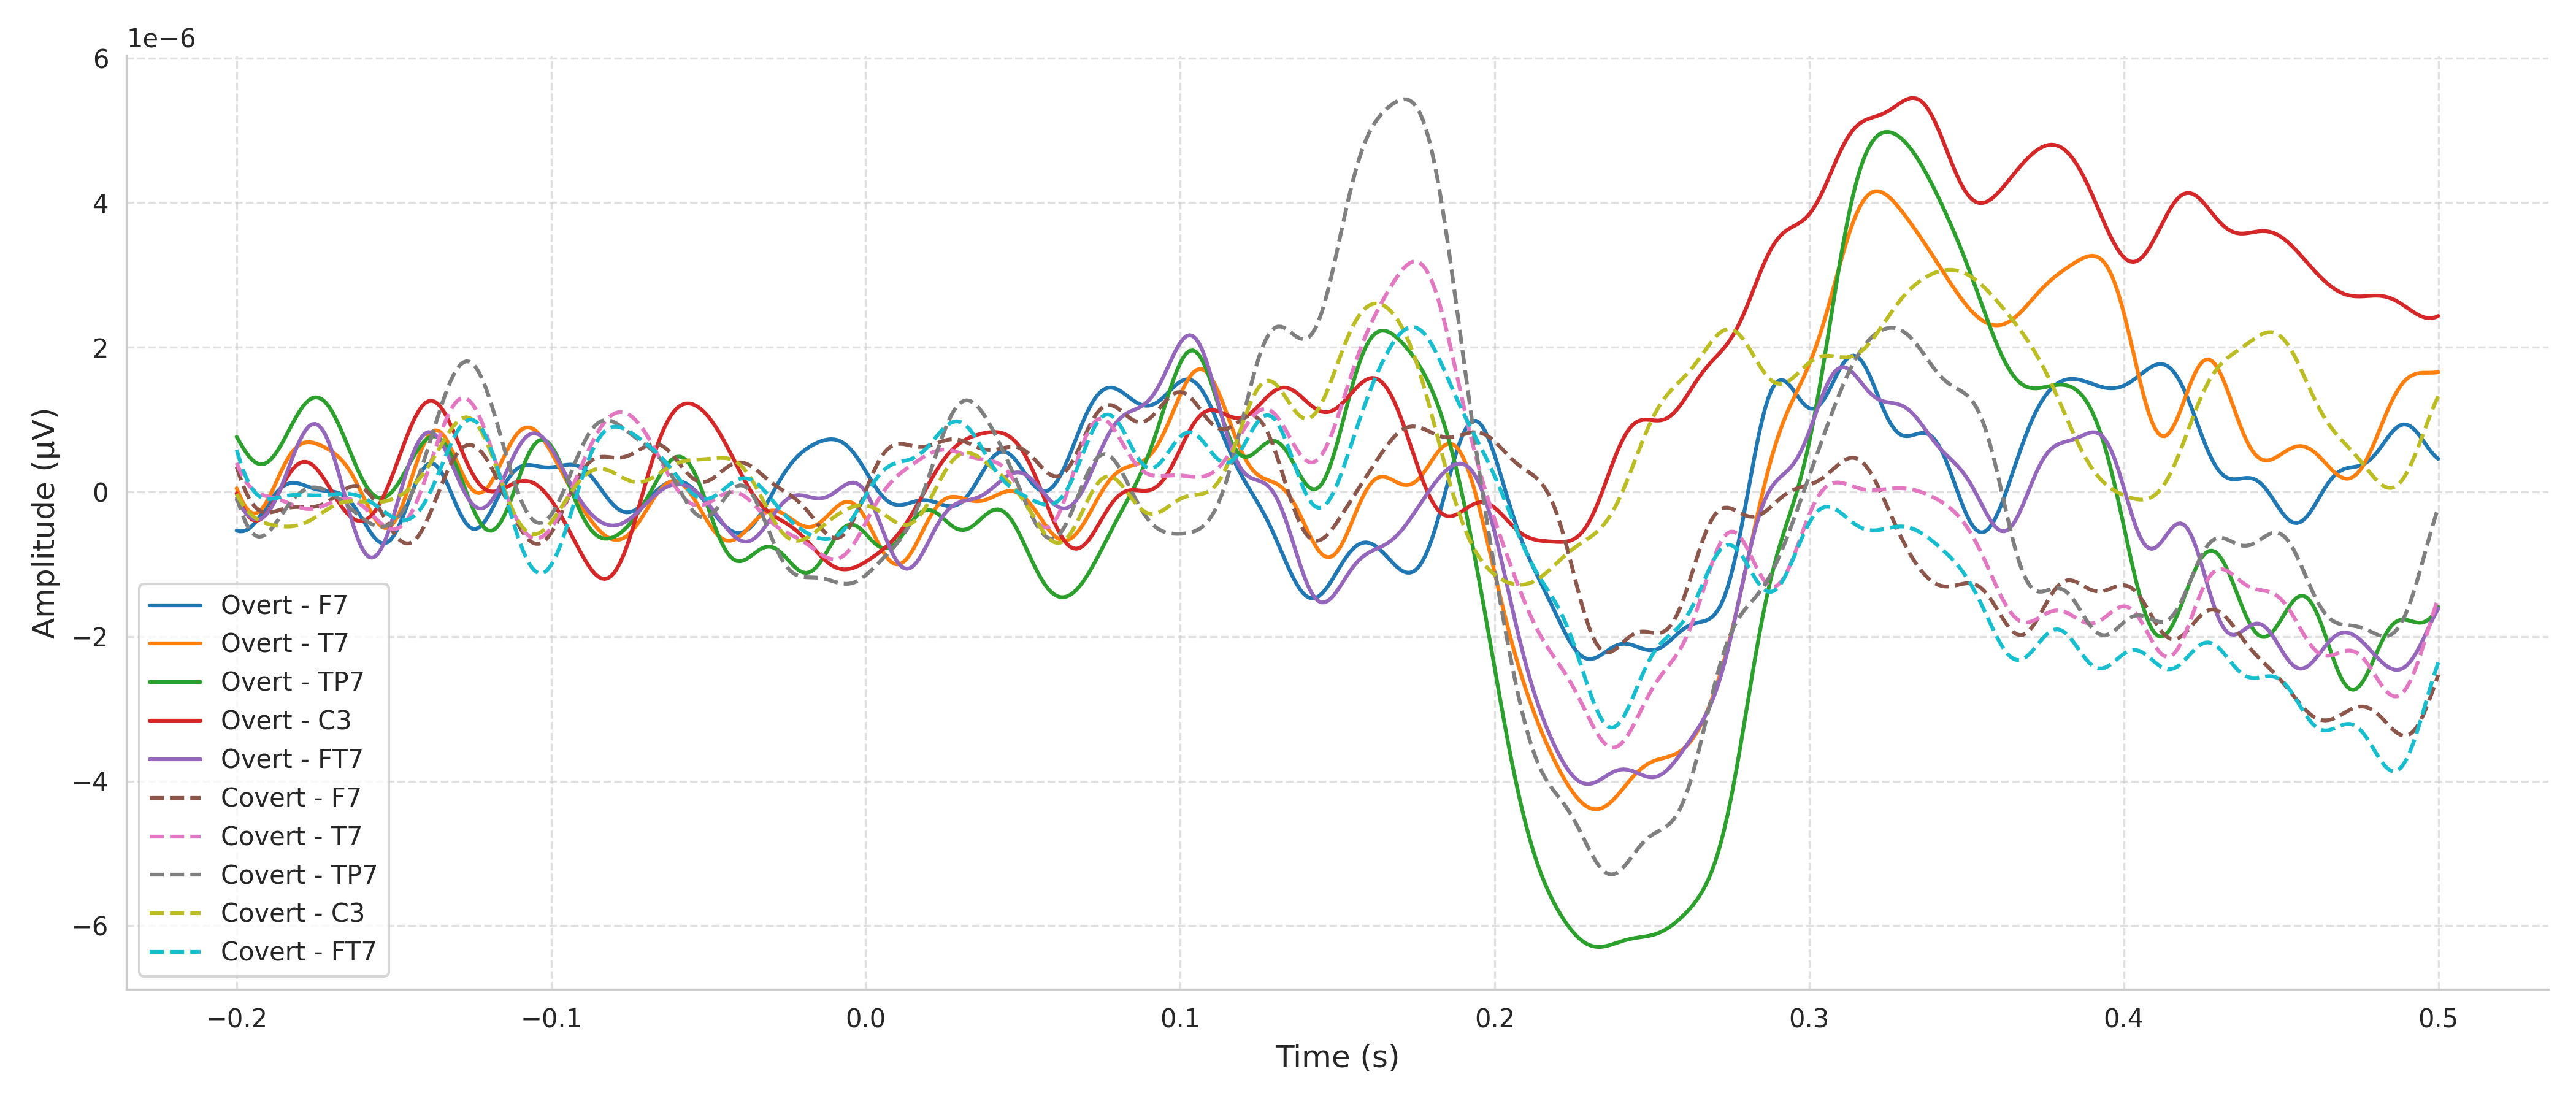 1e−6
6
4
2
0
−2
−4
−6
Amplitude (µV)
Overt - F7
Overt - T7
Overt - TP7
Overt - C3
Overt - FT7
Covert - F7
Covert - T7
Covert - TP7
Covert - C3
Covert - FT7
−0.2 −0.1 0.0 0.1 0.2 0.3 0.4 0.5
Time (s)